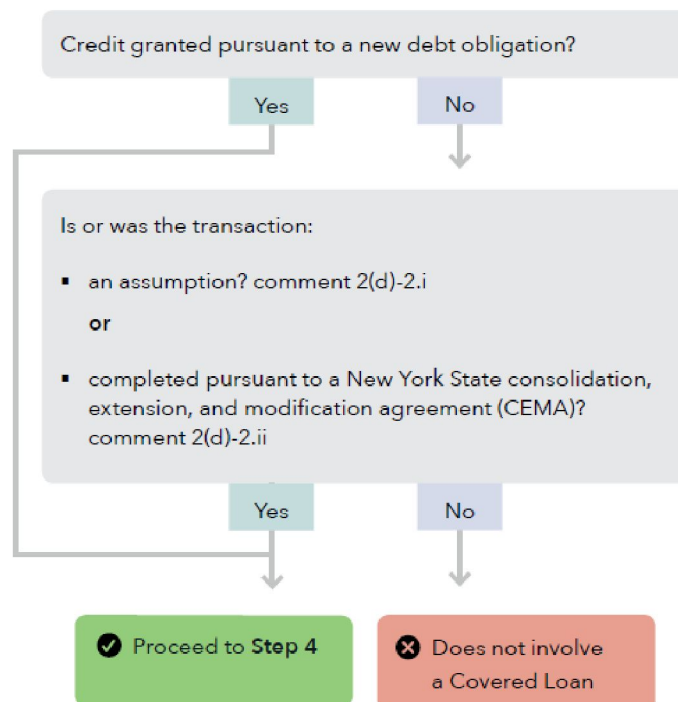 Credit granted pursuant to a new debt obligation?
Yes
No
Is or was the transaction:
▪ an assumption? comment 2(d)-2.i
or
▪ completed pursuant to a New York State consolidation,
extension, and modification agreement (CEMA)?
comment 2(d)-2.ii
Yes
No
Proceed to Step 4
Does not involve
a Covered Loan